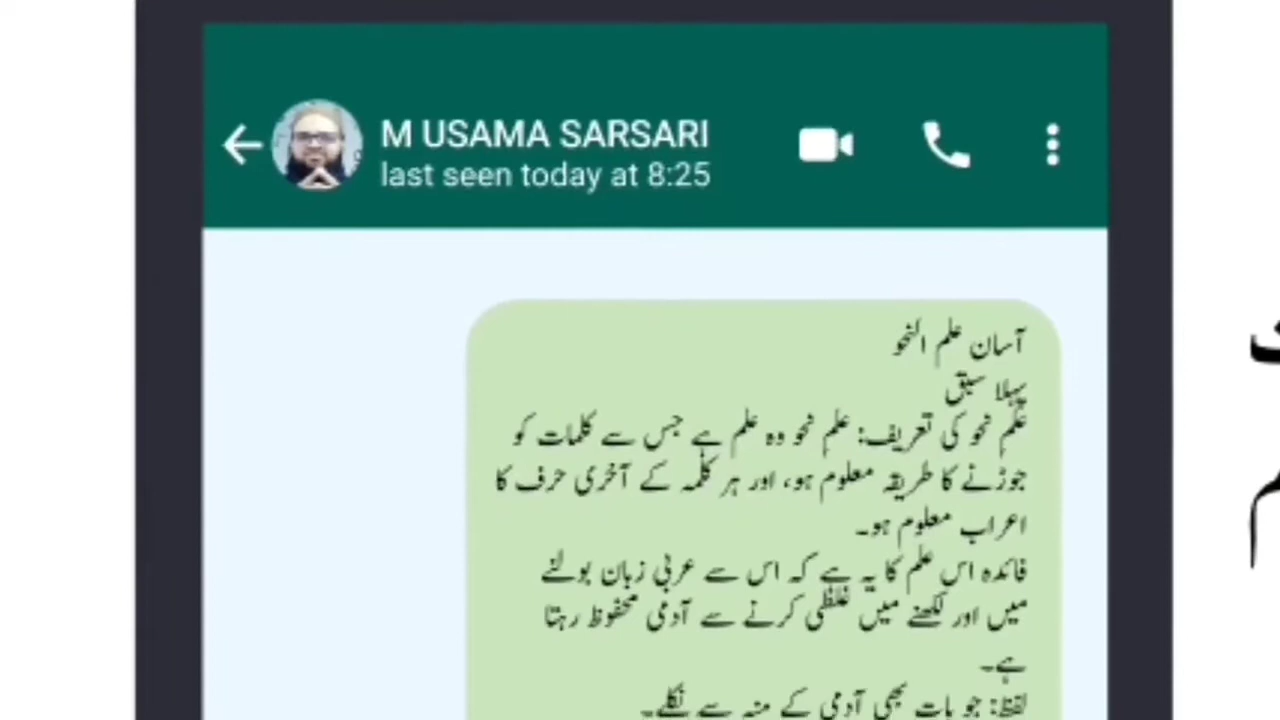 M USAMA SARSARI
last seen today at 8:25
آسان علم النحو
پہلا سبق
علمِ نحو کی تعریف: علمِ نحو وہ علم ہے جس سے کلمات کو
جوڑنے کا طریقہ معلوم ہو، اور ہر کلمہ کے آخری حرف کا
اعراب معلوم ہو۔
فائدہ اس علم کا یہ ہے کہ اس سے عربی زبان بولنے
میں اور لکھنے میں غلطی کرنے سے آدمی محفوظ رہتا
ہے۔
لفظ: جو بات بھی آدمی کے منہ سے نکلے۔